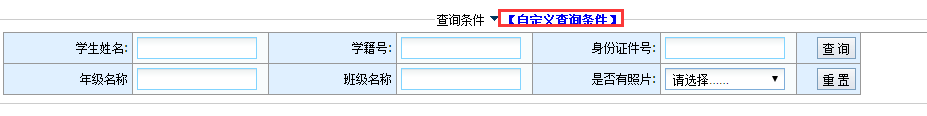 查询条件▼【自定义查询条件】
学生姓名: 学籍号: 身份证件号: 查 询
年级名称 班级名称 是否有照片: 请选择...... ▼ 重 置